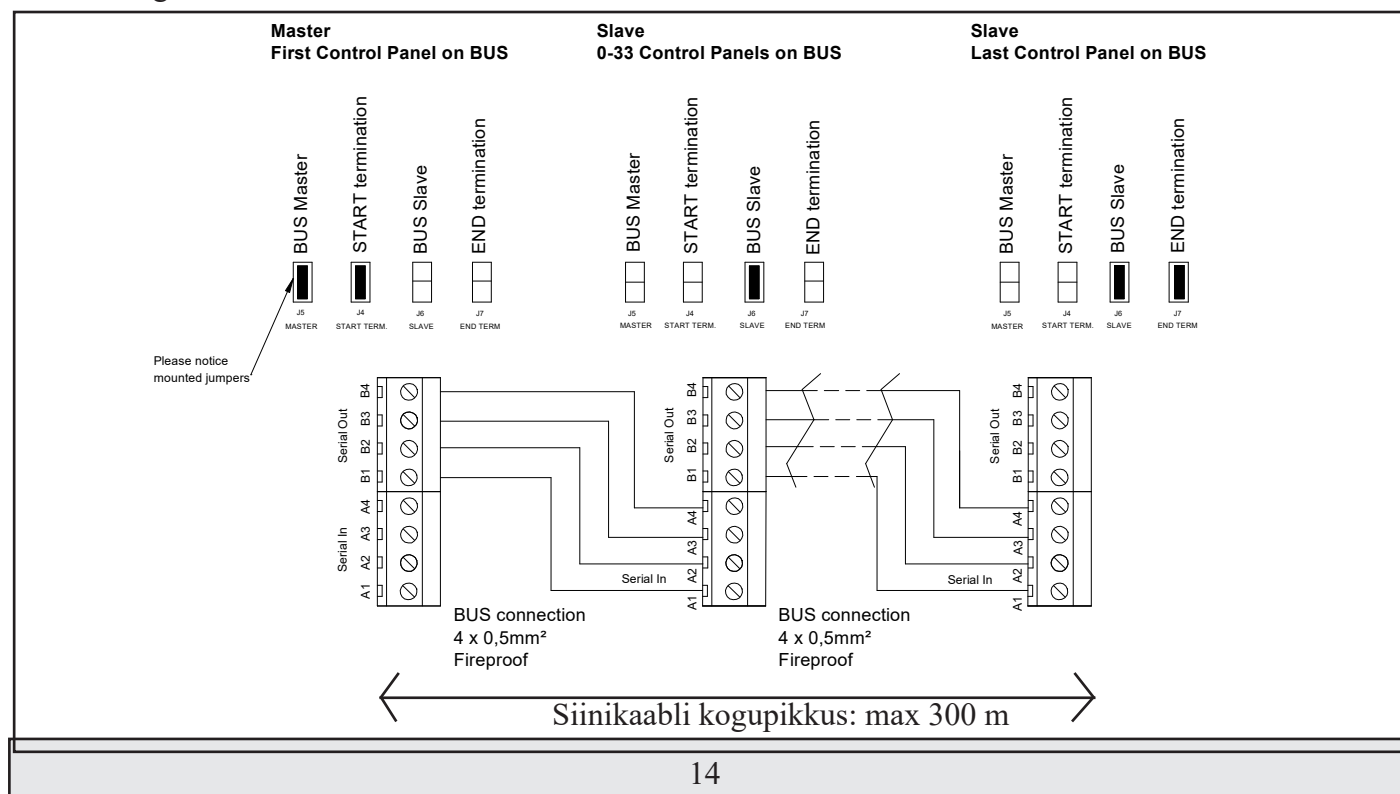 Master
First Control Panel on BUS
Slave
0-33 Control Panels on BUS
Slave
Last Control Panel on BUS
BUS Master
START termination
BUS Slave
END termination
BUS Master
START termination
BUS Slave
END termination
BUS Master
START termination
BUS Slave
END termination
J5
MASTER
J4
START TERM.
J6
SLAVE
J7
END TERM
J5
MASTER
J4
START TERM.
J6
SLAVE
J7
END TERM
J5
MASTER
J4
START TERM.
J6
SLAVE
J7
END TERM
Please notice
mounted jumpers
Serial Out
B4
B3
B2
B1
Serial In
A4
A3
A2
A1
Serial Out
B4
B3
B2
B1
Serial In
A4
A3
A2
A1
Serial Out
B4
B3
B2
B1
Serial In
A4
A3
A2
A1
BUS connection
4 x 0,5mm²
Fireproof
BUS connection
4 x 0,5mm²
Fireproof
Siinikaabli kogupikkus: max 300 m
14